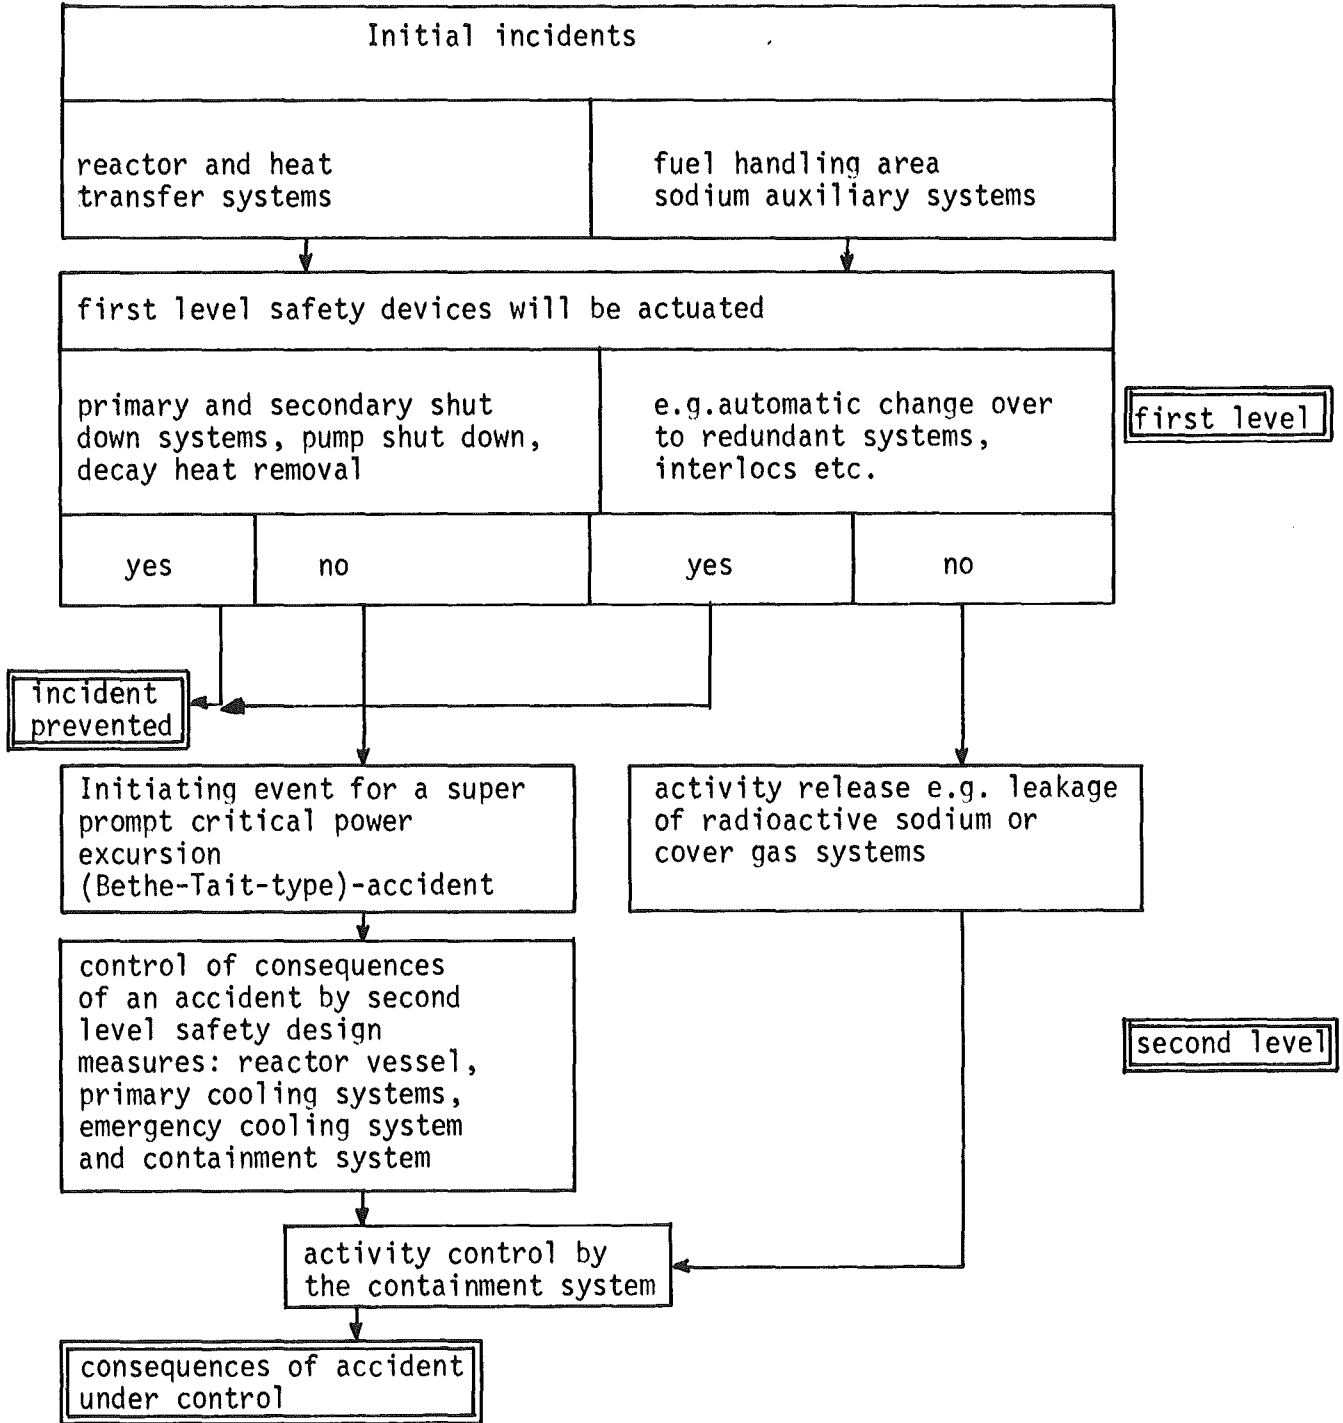 Initial incidents
reactor and heat
transfer systems
fuel handling area
sodium auxiliary systems
first level safety devices will be actuated
primary and secondary shut
down systems, pump shut down,
decay heat removal
e.g.automatic change over
to redundant systems,
interlocs etc.
first level
yes
no
yes
no
incident
prevented
Initiating event for a super
prompt critical power
excursion
(Bethe-Tait-type)-accident
activity release e.g. leakage
of radioactive sodium or
cover gas systems
control of consequences
of an accident by second
level safety design
measures: reactor vessel,
primary cooling systems,
emergency cooling system
and containment system
second level
activity control by
the containment system
consequences of accident
under control